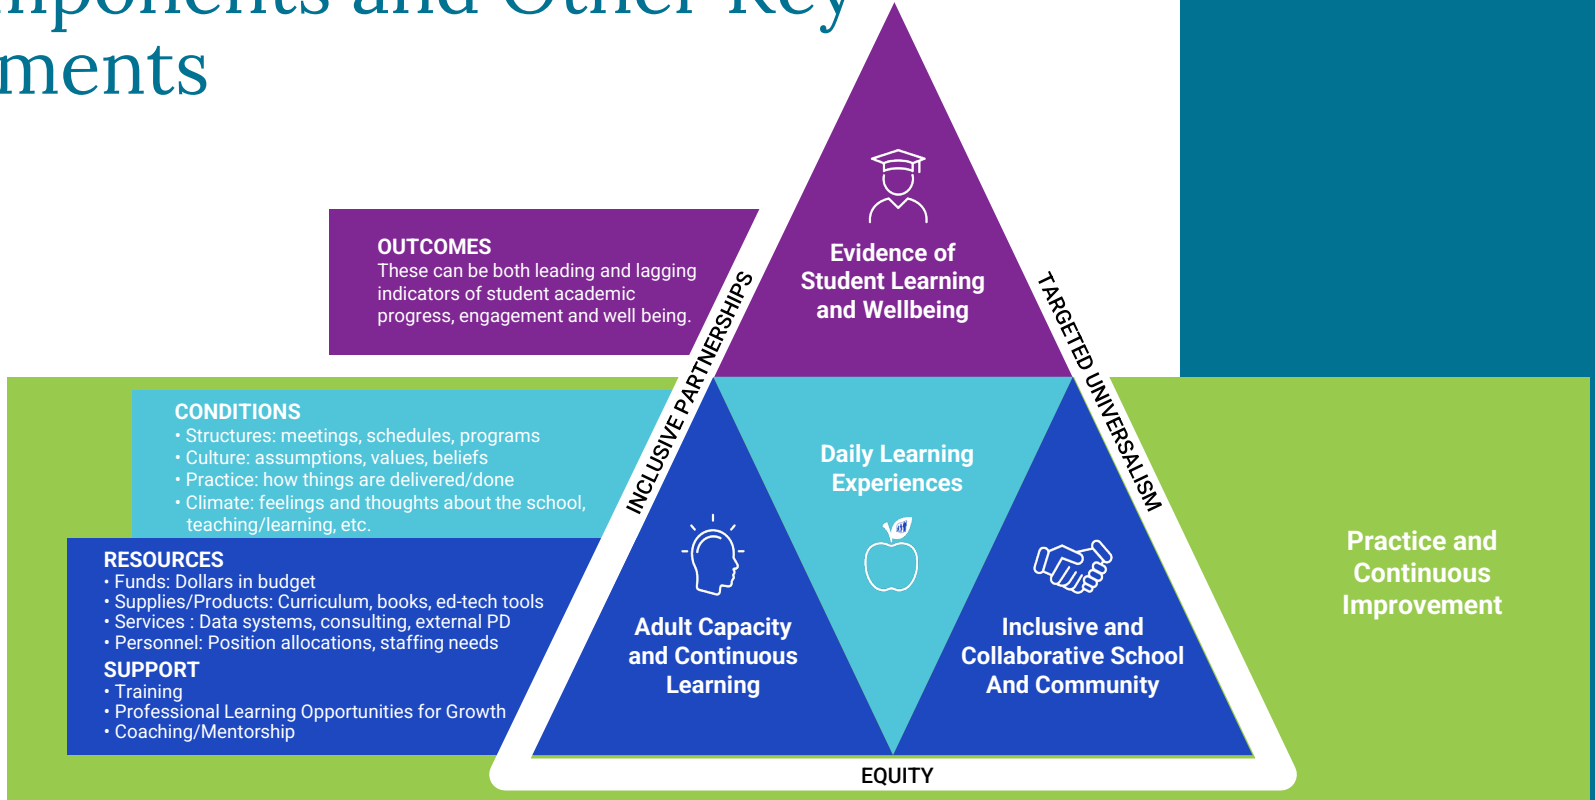 mponents and Other Key
ments
OUTCOMES
These can be both leading and lagging
indicators of student academic
progress, engagement and well being.
Evidence of
Student Learning
and Wellbeing
INCLUSIVE PARTNERSHIPS
TARGETED UNIVERSALISM
CONDITIONS
• Structures: meetings, schedules, programs
• Culture: assumptions, values, beliefs
• Practice: how things are delivered/done
• Climate: feelings and thoughts about the school,
teaching/learning, etc.
Daily Learning
Experiences
RESOURCES
• Funds: Dollars in budget
• Supplies/Products: Curriculum, books, ed-tech tools
• Services : Data systems, consulting, external PD
• Personnel: Position allocations, staffing needs
SUPPORT
• Training
• Professional Learning Opportunities for Growth
• Coaching/Mentorship
Adult Capacity
and Continuous
Learning
Inclusive and
Collaborative School
And Community
Practice and
Continuous
Improvement
EQUITY